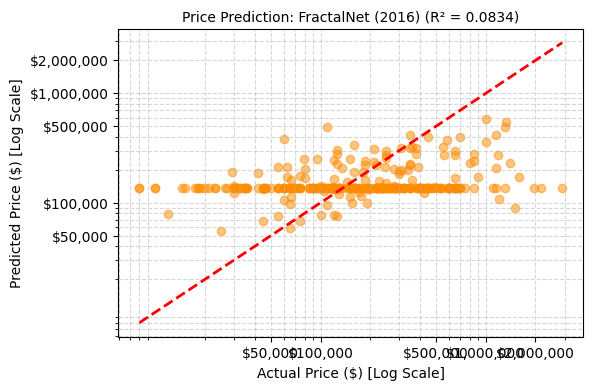 Price Prediction: FractalNet (2016) (R² = 0.0834)
Predicted Price ($) [Log Scale]
$2,000,000
$1,000,000
$500,000
$100,000
$50,000
$50,000 $100,000 $500,000 $1,000,000 $2,000,000
Actual Price ($) [Log Scale]